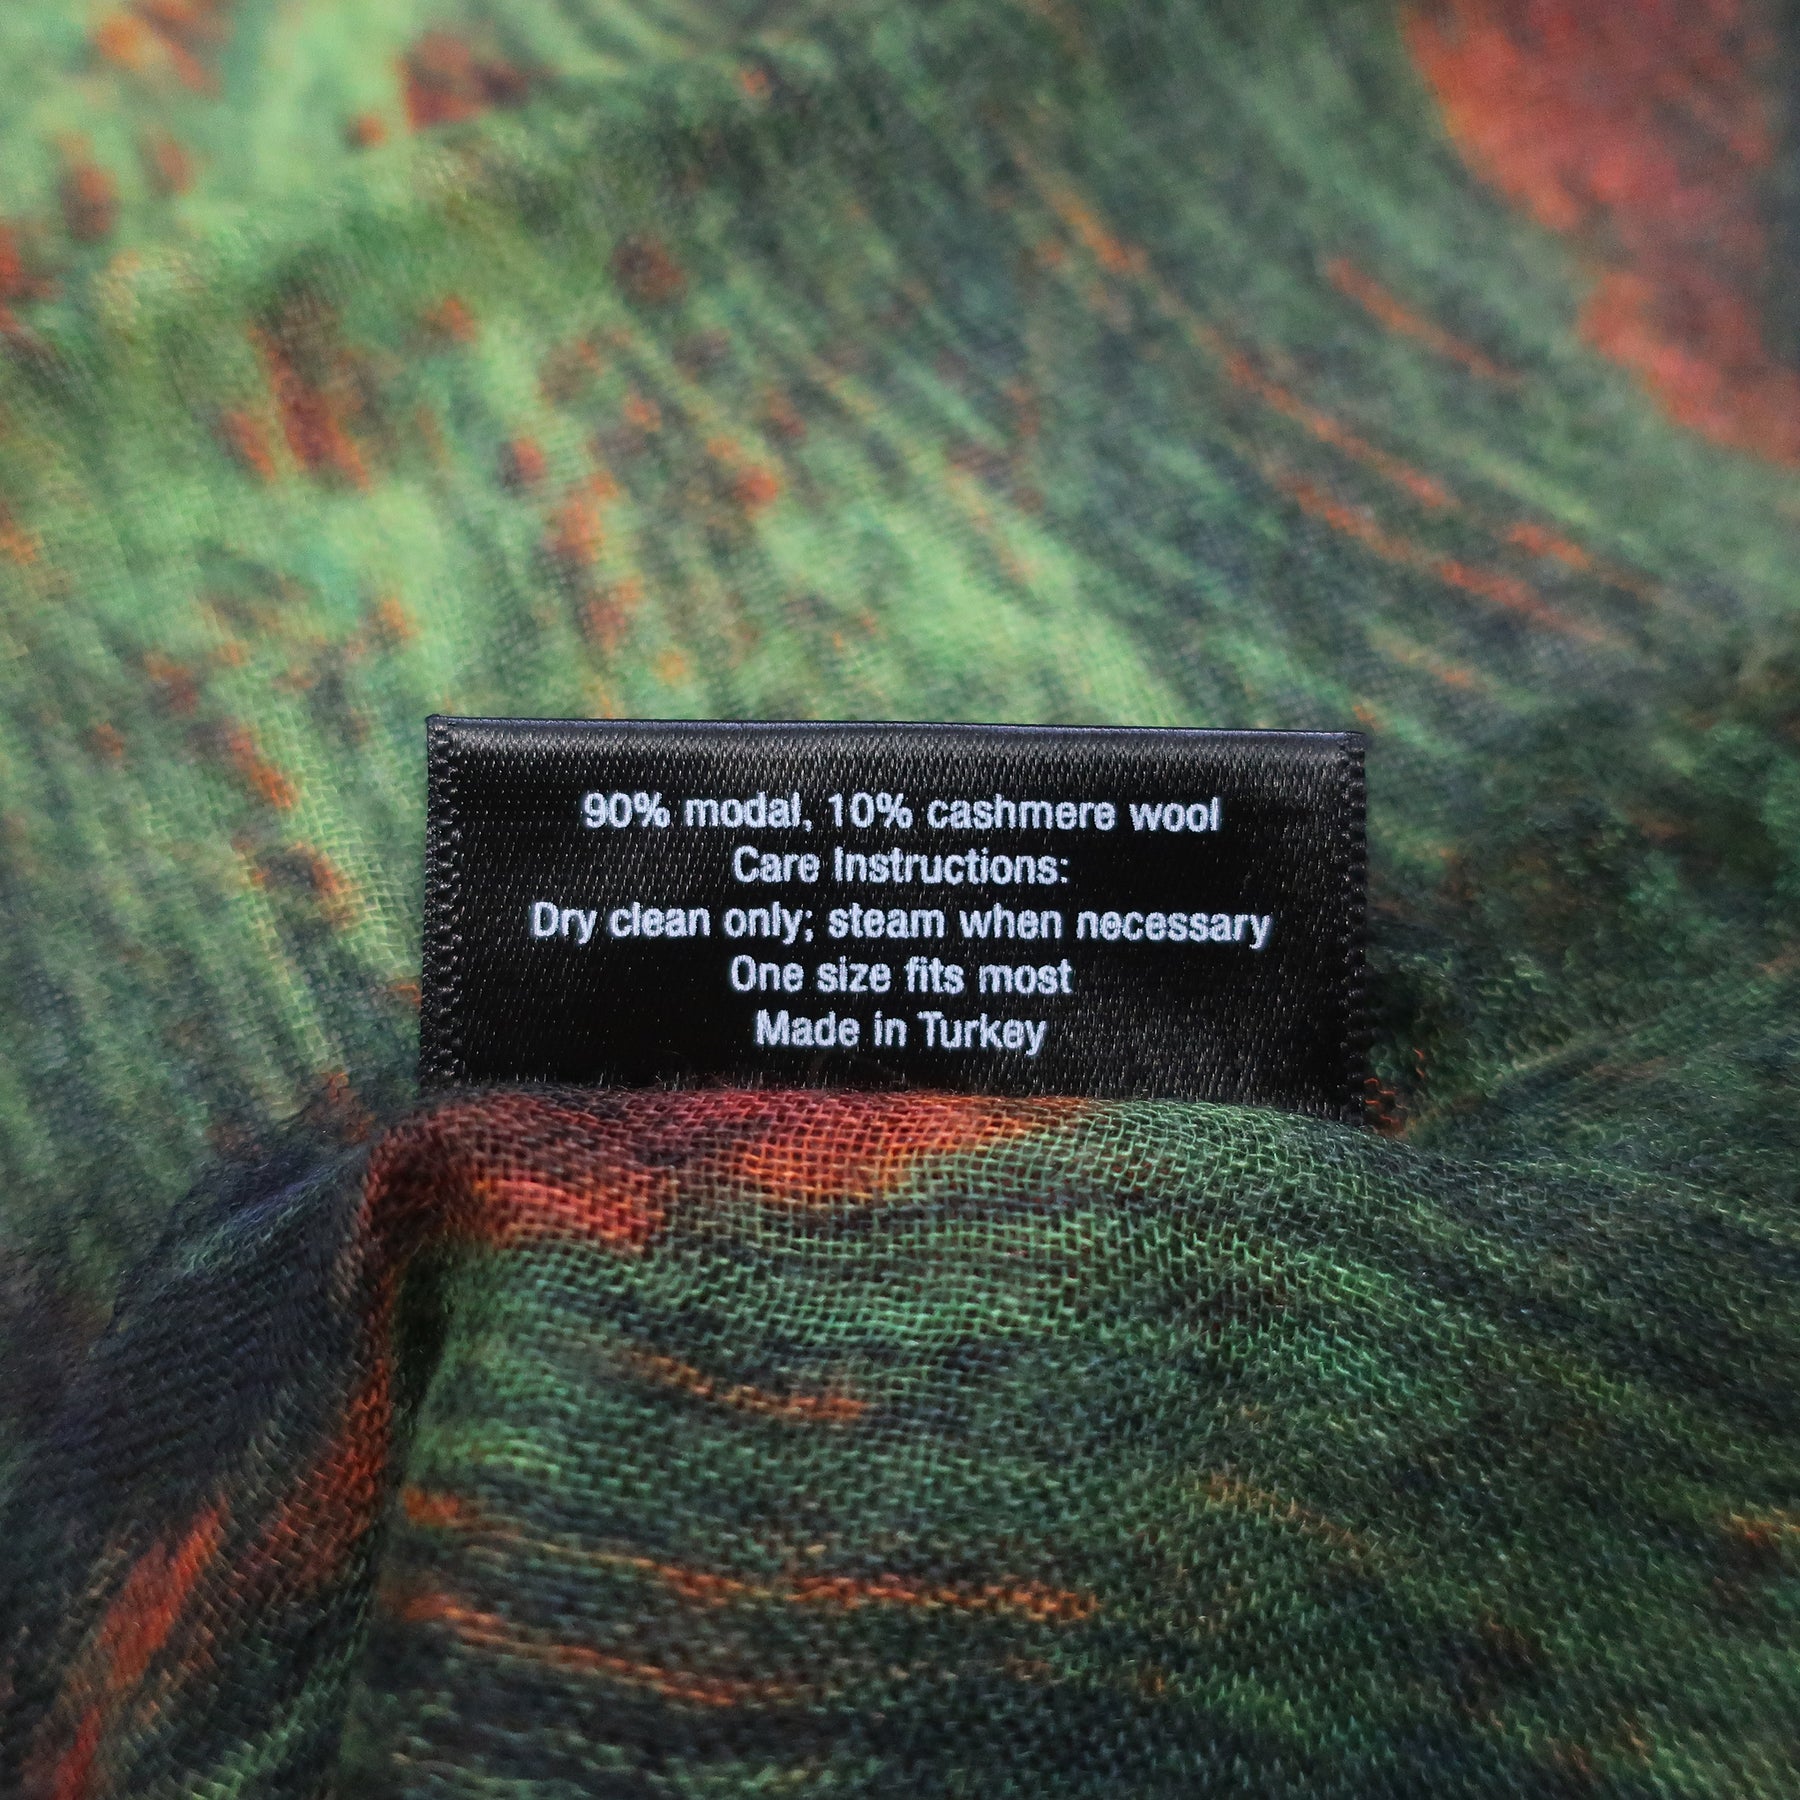 90% modal, 10% cashmere wool
Care Instructions:
Dry clean only; steam when necessary
One size fits most
Made in Turkey